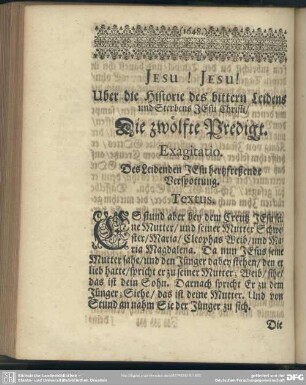 (1648.)
JESU! JESU!
Uber die Historie des bittern Leidens
und Sterbens JEsu Christi,
Die zwölfte Predigt.
Exagitatio.
Des Leidenden JEsu hertzfressende
Verspottung.
Textus.
ES stund aber bey dem Creutz JEsu sei-
ne Mutter/ und seiner Mutter Schwe-
ster/ Maria/ Cleophas Weib/ und Ma-
ria Magdalena. Da nun JEsus seine
Mutter sahe/ und den Jünger dabey stehen/ den er
lieb hatte/ spricht er zu seiner Mutter: Weib/ sihe/
das ist dein Sohn. Darnach spricht Er zu dem
Jünger: Siehe/ das ist deine Mutter. Und von
Stund an nahm Sie der Jünger zu sich.
Die